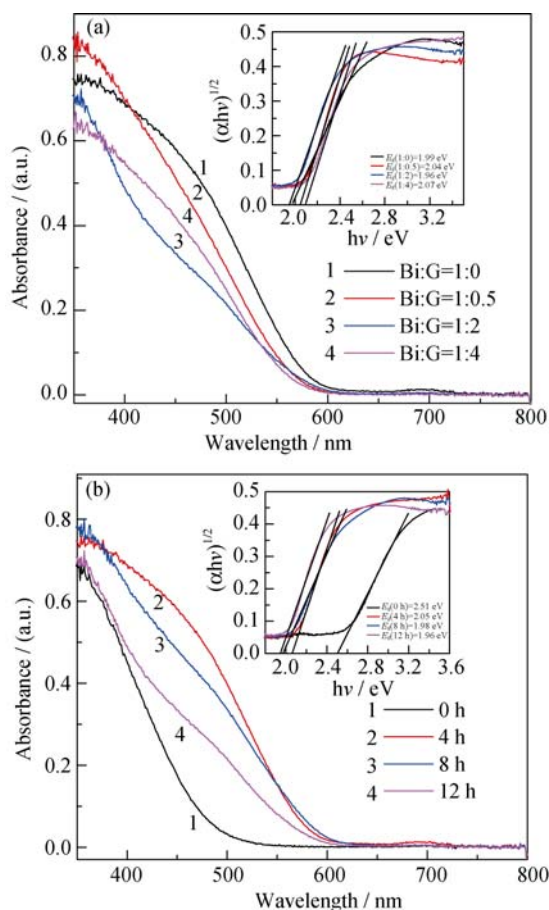 (a)
Absorbance / (a.u.)
0.8
0.6
0.4
0.2
0.0
400
500
600
700
800
Wavelength / nm
1
2
4
3
(αhν)1/2
0.5
0.4
0.3
0.2
0.1
0.0
2.0
2.4
2.8
3.2
hν / eV
Eg(1:0)=1.99 eV
Eg(1:0.5)=2.04 eV
Eg(1:2)=1.96 eV
Eg(1:4)=2.07 eV
1 Bi:G=1:0
2 Bi:G=1:0.5
3 Bi:G=1:2
4 Bi:G=1:4
(b)
Absorbance / (a.u.)
0.8
0.6
0.4
0.2
0.0
400
500
600
700
800
Wavelength / nm
2
3
4
1
(αhν)1/2
0.5
0.4
0.3
0.2
0.1
0.0
2.0
2.4
2.8
3.2
3.6
hν / eV
Eg(0 h)=2.51 eV
Eg(4 h)=2.05 eV
Eg(8 h)=1.98 eV
Eg(12 h)=1.96 eV
1 0 h
2 4 h
3 8 h
4 12 h